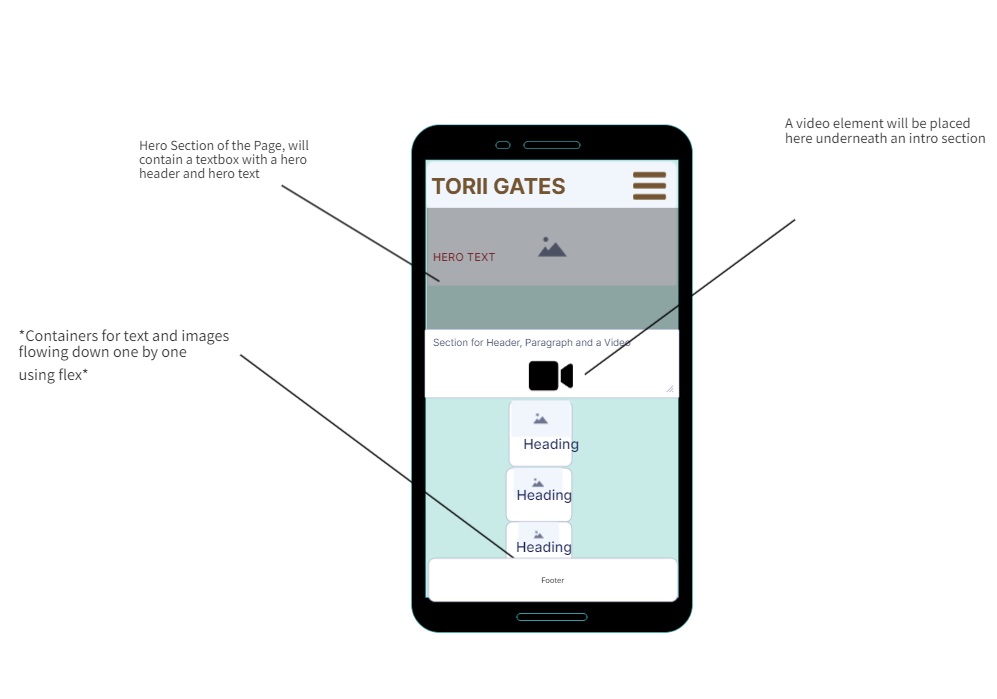 Hero Section of the Page, will
contain a textbox with a hero
header and hero text
A video element will be placed
here underneath an intro section
*Containers for text and images
flowing down one by one
using flex*
TORII GATES
HERO TEXT
Section for Header, Paragraph and a Video
Heading
Heading
Heading
Footer